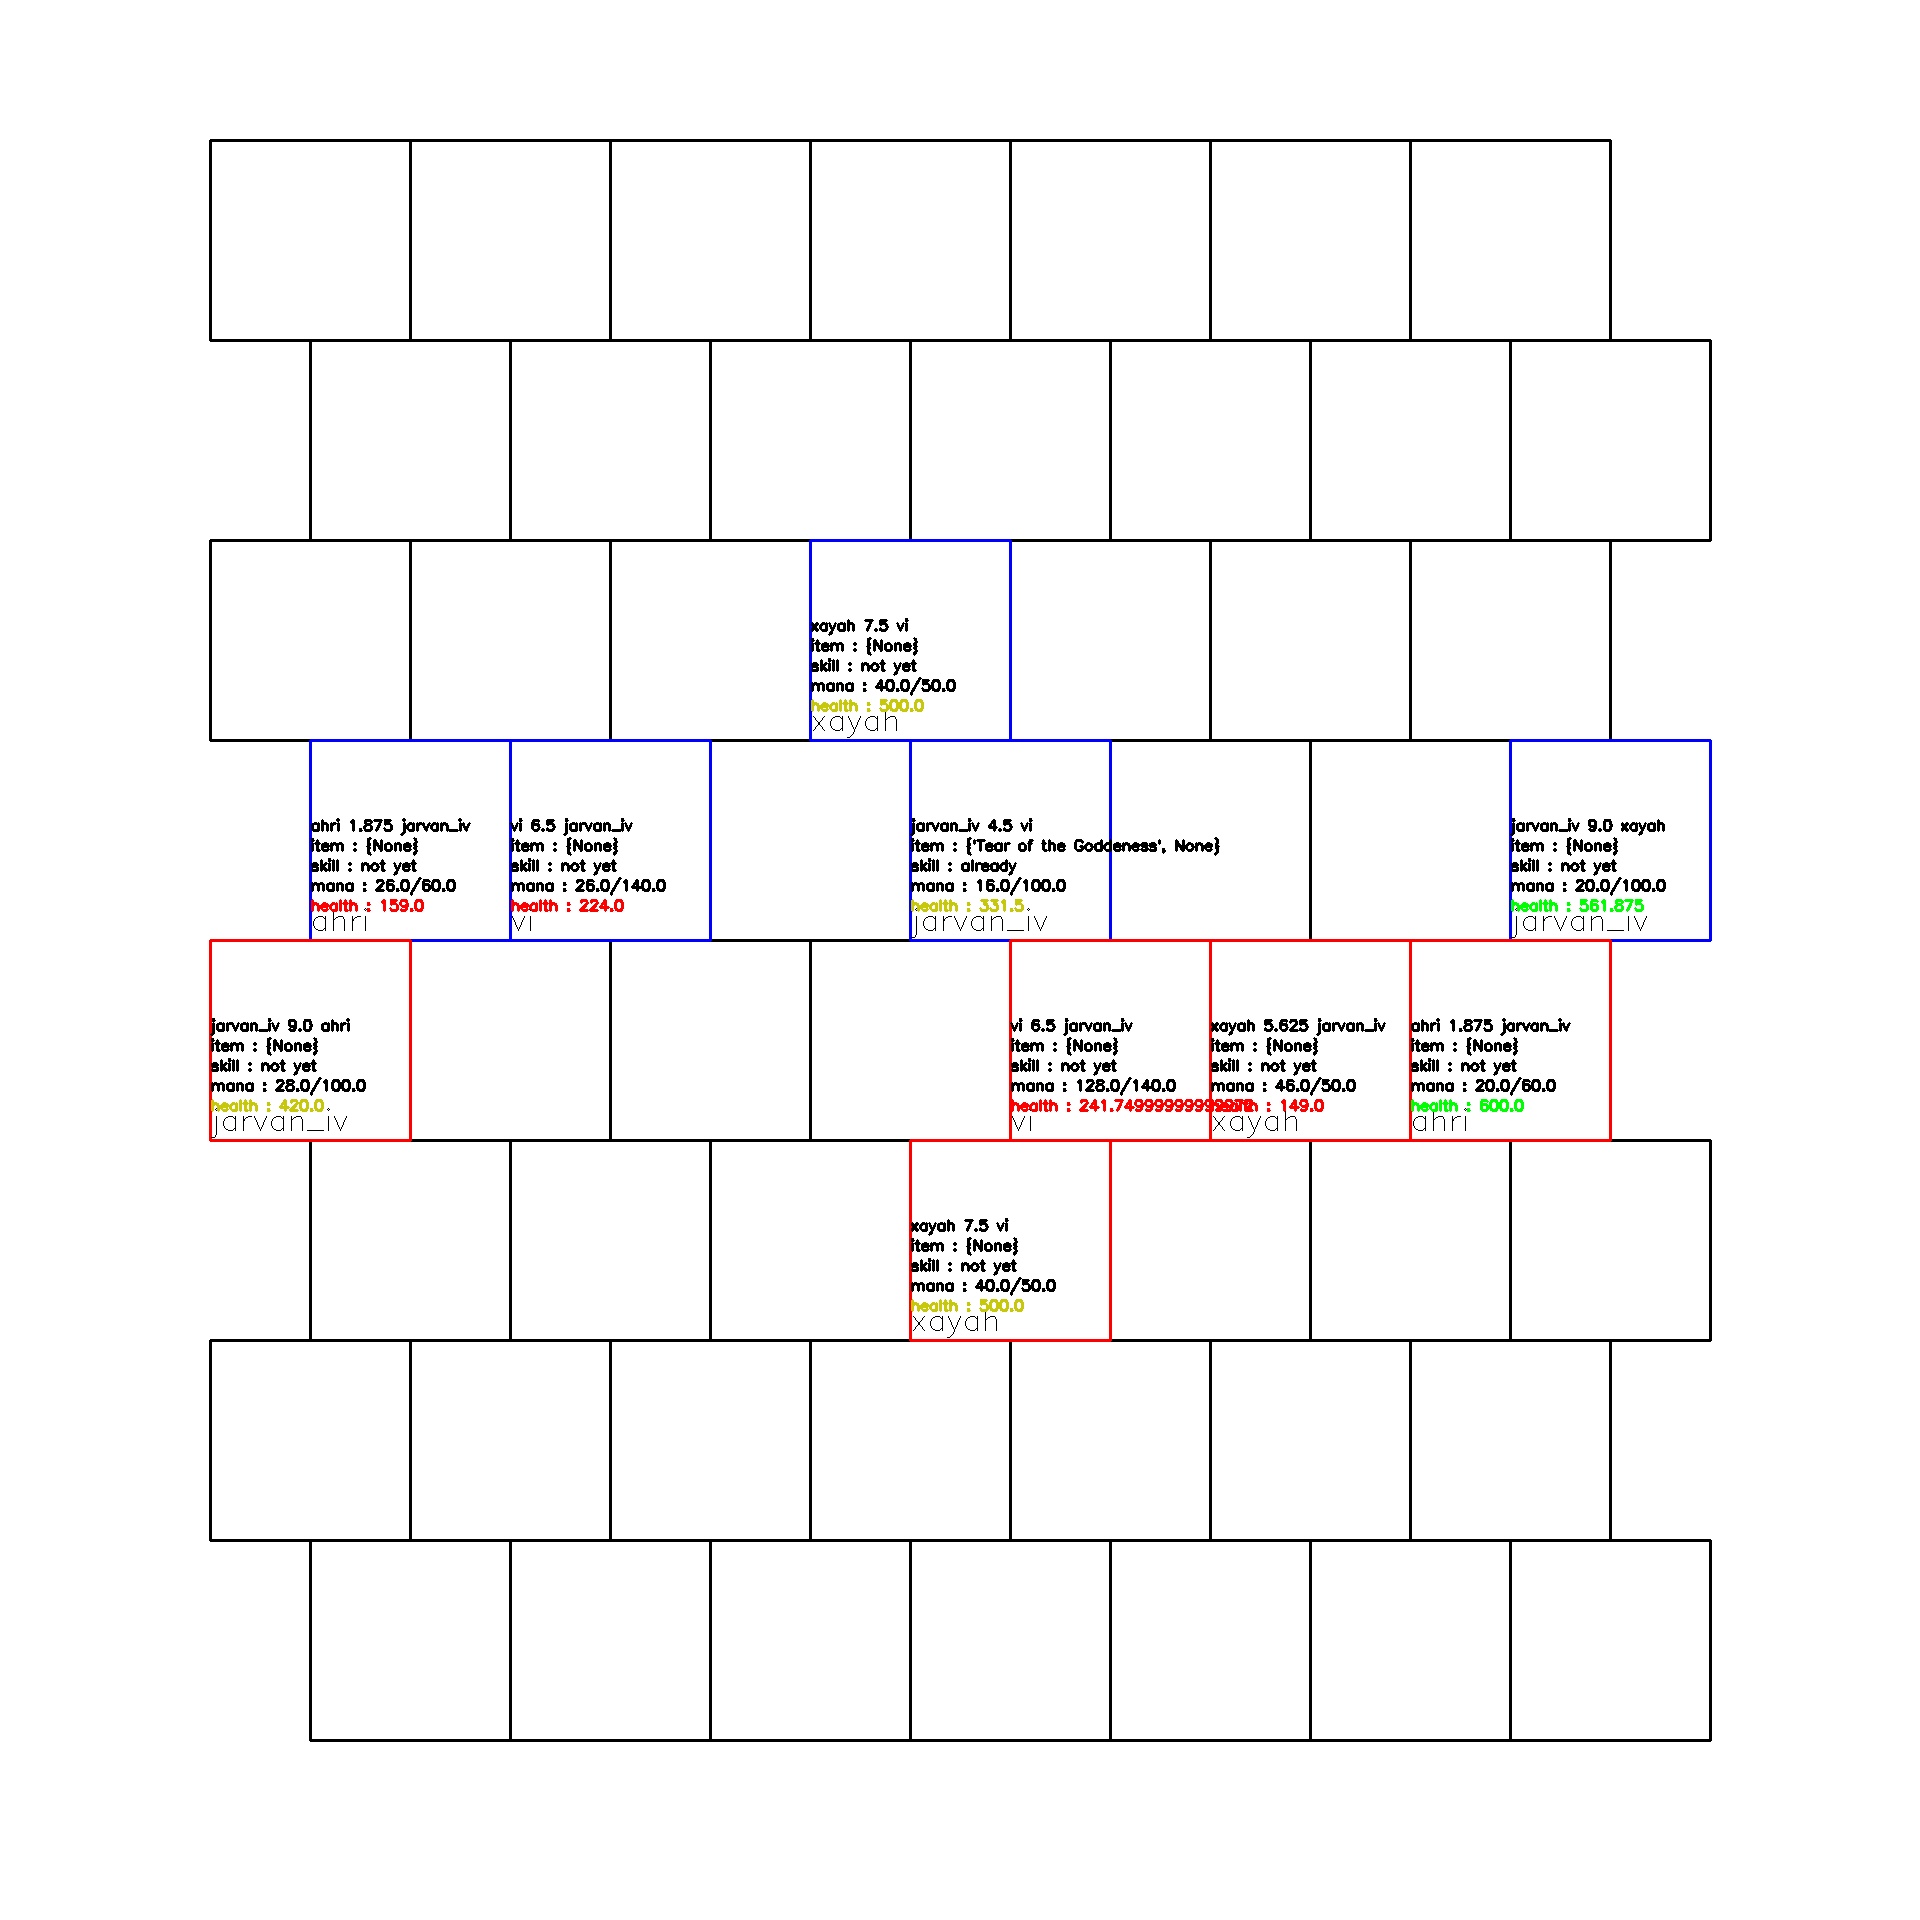 xayah 7.5 vi
item : {None}
skill : not yet
mana : 40.0/50.0
health : 500.0
xayah
ahri 1.875 jarvan_iv
item : {None}
skill : not yet
mana : 26.0/60.0
health : 159.0
ahri
vi 6.5 jarvan_iv
item : {None}
skill : not yet
mana : 26.0/140.0
health : 224.0
vi
jarvan_iv 4.5 vi
item : {'Tear of the Goddeness', None}
skill : already
mana : 16.0/100.0
health : 331.5
jarvan_iv
jarvan_iv 9.0 xayah
item : {None}
skill : not yet
mana : 20.0/100.0
health : 561.875
jarvan_iv
jarvan_iv 9.0 ahri
item : {None}
skill : not yet
mana : 28.0/100.0
health : 420.0
jarvan_iv
vi 6.5 jarvan_iv
item : {None}
skill : not yet
mana : 128.0/140.0
health :
vi
xayah 5.625 jarvan_iv
item : {None}
skill : not yet
mana : 46.0/50.0
health : 149.0
xayah
ahri 1.875 jarvan_iv
item : {None}
skill : not yet
mana : 20.0/60.0
health : 600.0
ahri
xayah 7.5 vi
item : {None}
skill : not yet
mana : 40.0/50.0
health : 500.0
xayah